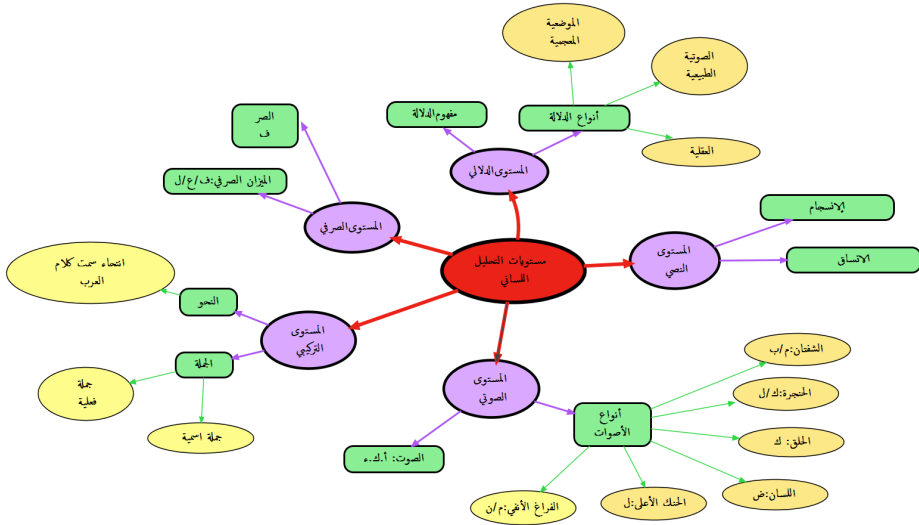 الموضعية
المعجمية
الصوتية
الطبيعية
أنواع الدلالة
العقلية
مفهوم الدلالة
المستوى الدلالي
الصر
ف
الميزان الصرفي:ف/ع/ل
المستوى الصرفي
الإنسجام
الاتساق
المستوى
النصي
مستويات التحليل
اللساني
انتحاء سمت كلام
العرب
النحو
المستوى
التركيبي
الجملة
جملة
فعلية
جملة اسمية
المستوى
الصوتي
الصوت: أ.ك.ء
أنواع
الأصوات
الشفتان:م/ب
الحنجرة:ك/ل
الحلق: ك
اللسان:ض
الحنك الأعلى:ل
الفراغ الأنفي:م/ن